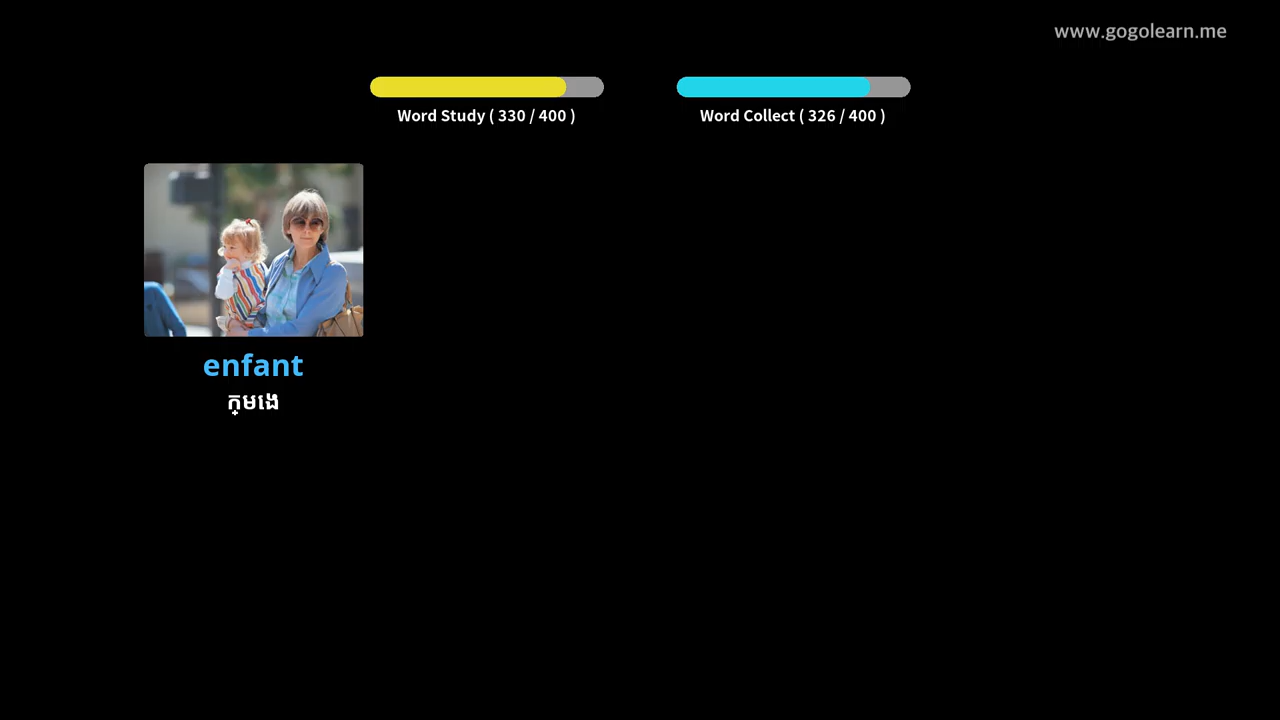 www.gogolearn.me
Word Study ( 330 / 400 )
Word Collect ( 326 / 400 )
enfant
ក្មេង